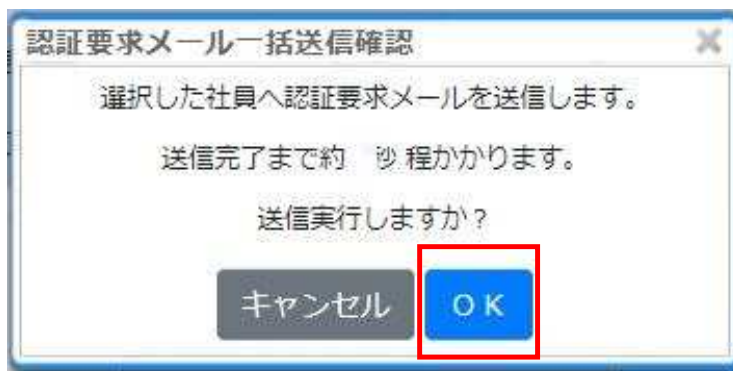 認証要求メール一括送信確認
選択した社員へ認証要求メールを送信します。
送信完了まで約 秒 程かかります。
送信実行しますか？
キャンセル OK